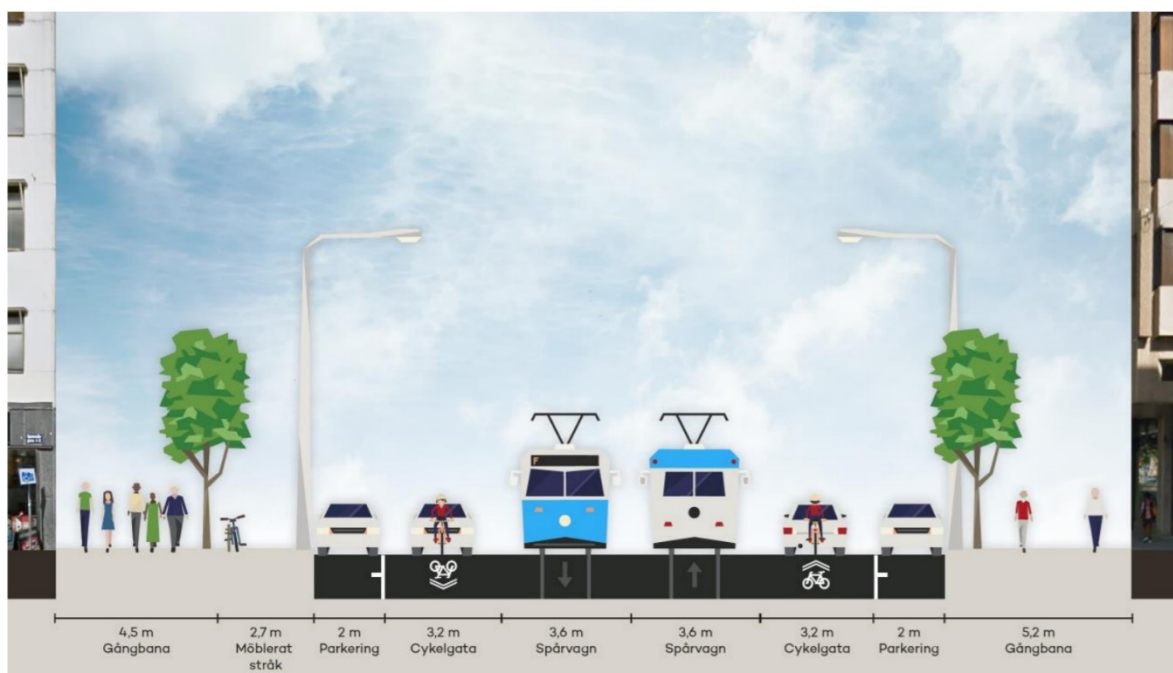 F
4,5 m
Gångbana
2,7 m
Möblerat
stråk
2 m
Parkering
3,2 m
Cykelgata
3,6 m
Spårvagn
3,6 m
Spårvagn
3,2 m
Cykelgata
2 m
Parkering
5,2 m
Gångbana